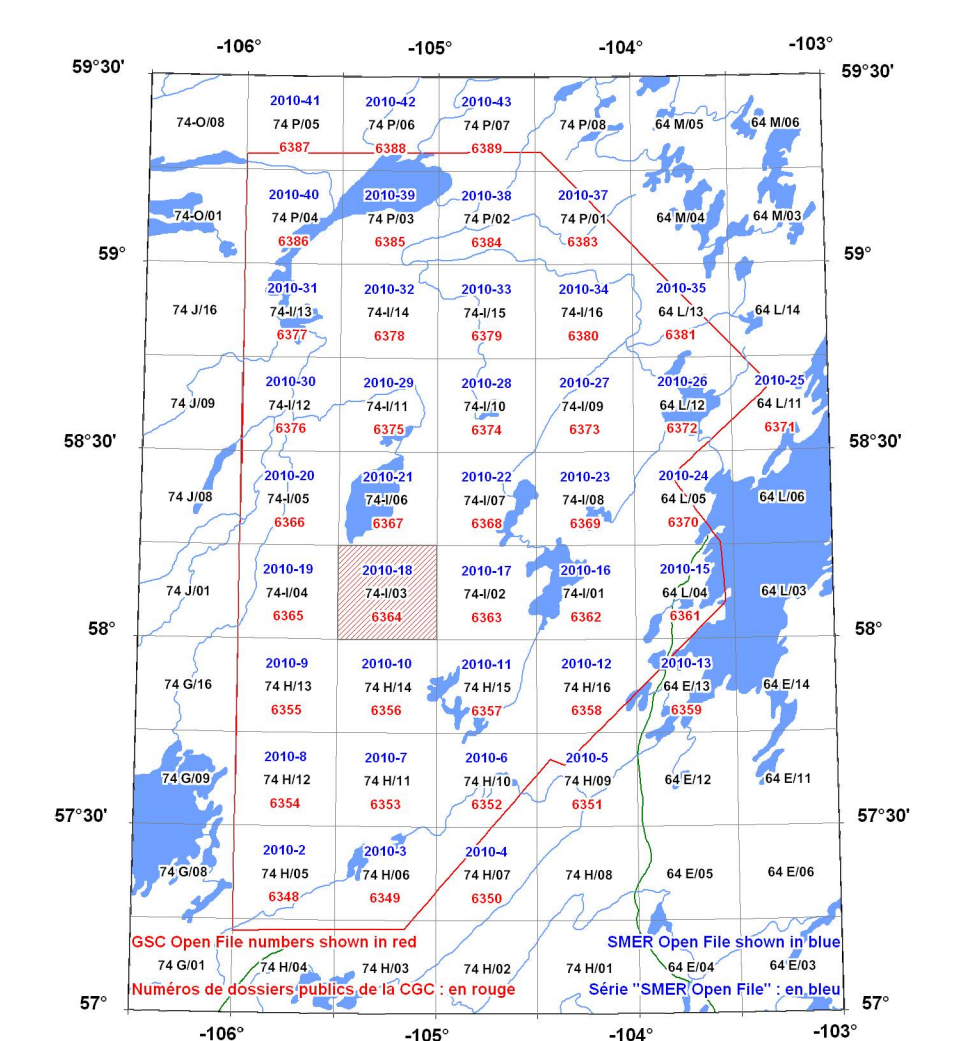 -106° -105° -104° -103°
59°30' 59°30'
2010-41 2010-42 2010-43
74-O/08 74 P/05 74 P/06 74 P/07 74 P/08 64 M/05 64 M/06
6387 6388 6389
2010-40 2010-39 2010-38 2010-37
74-O/01 74 P/04 74 P/03 74 P/02 74 P/01 64 M/04 64 M/03
6386 6385 6384 6383
59° 59°
2010-31 2010-32 2010-33 2010-34 2010-35
74 J/16 74-I/13 74-I/14 74-I/15 74-I/16 64 L/13 64 L/14
6377 6378 6379 6380 6381
2010-30 2010-29 2010-28 2010-27 2010-26 2010-25
74 J/09 74-I/12 74-I/11 74-I/10 74-I/09 64 L/12 64 L/11
6376 6375 6374 6373 6372 6371
58°30' 58°30'
2010-20 2010-21 2010-22 2010-23 2010-24
74 J/08 74-I/05 74-I/06 74-I/07 74-I/08 64 L/05 64 L/06
6366 6367 6368 6369 6370
2010-19 2010-18 2010-17 2010-16 2010-15
74 J/01 74-I/04 74-I/03 74-I/02 74-I/01 64 L/04 64 L/03
6365 6364 6363 6362 6361
58° 58°
2010-9 2010-10 2010-11 2010-12 2010-13
74 G/16 74 H/13 74 H/14 74 H/15 74 H/16 64 E/13 64 E/14
6355 6356 6357 6358 6359
2010-8 2010-7 2010-6 2010-5
74 G/09 74 H/12 74 H/11 74 H/10 74 H/09 64 E/12 64 E/11
6354 6353 6352 6351
57°30' 57°30'
2010-2 2010-3 2010-4
74 G/08 74 H/05 74 H/06 74 H/07 74 H/08 64 E/05 64 E/06
6348 6349 6350
GSC Open File numbers shown in red SMER Open File shown in blue
74 G/01 74 H/04 74 H/03 74 H/02 74 H/01 64 E/04 64 E/03
Numéros de dossiers publics de la CGC : en rouge Série "SMER Open File" : en bleu
57° 57°
-106° -105° -104° -103°